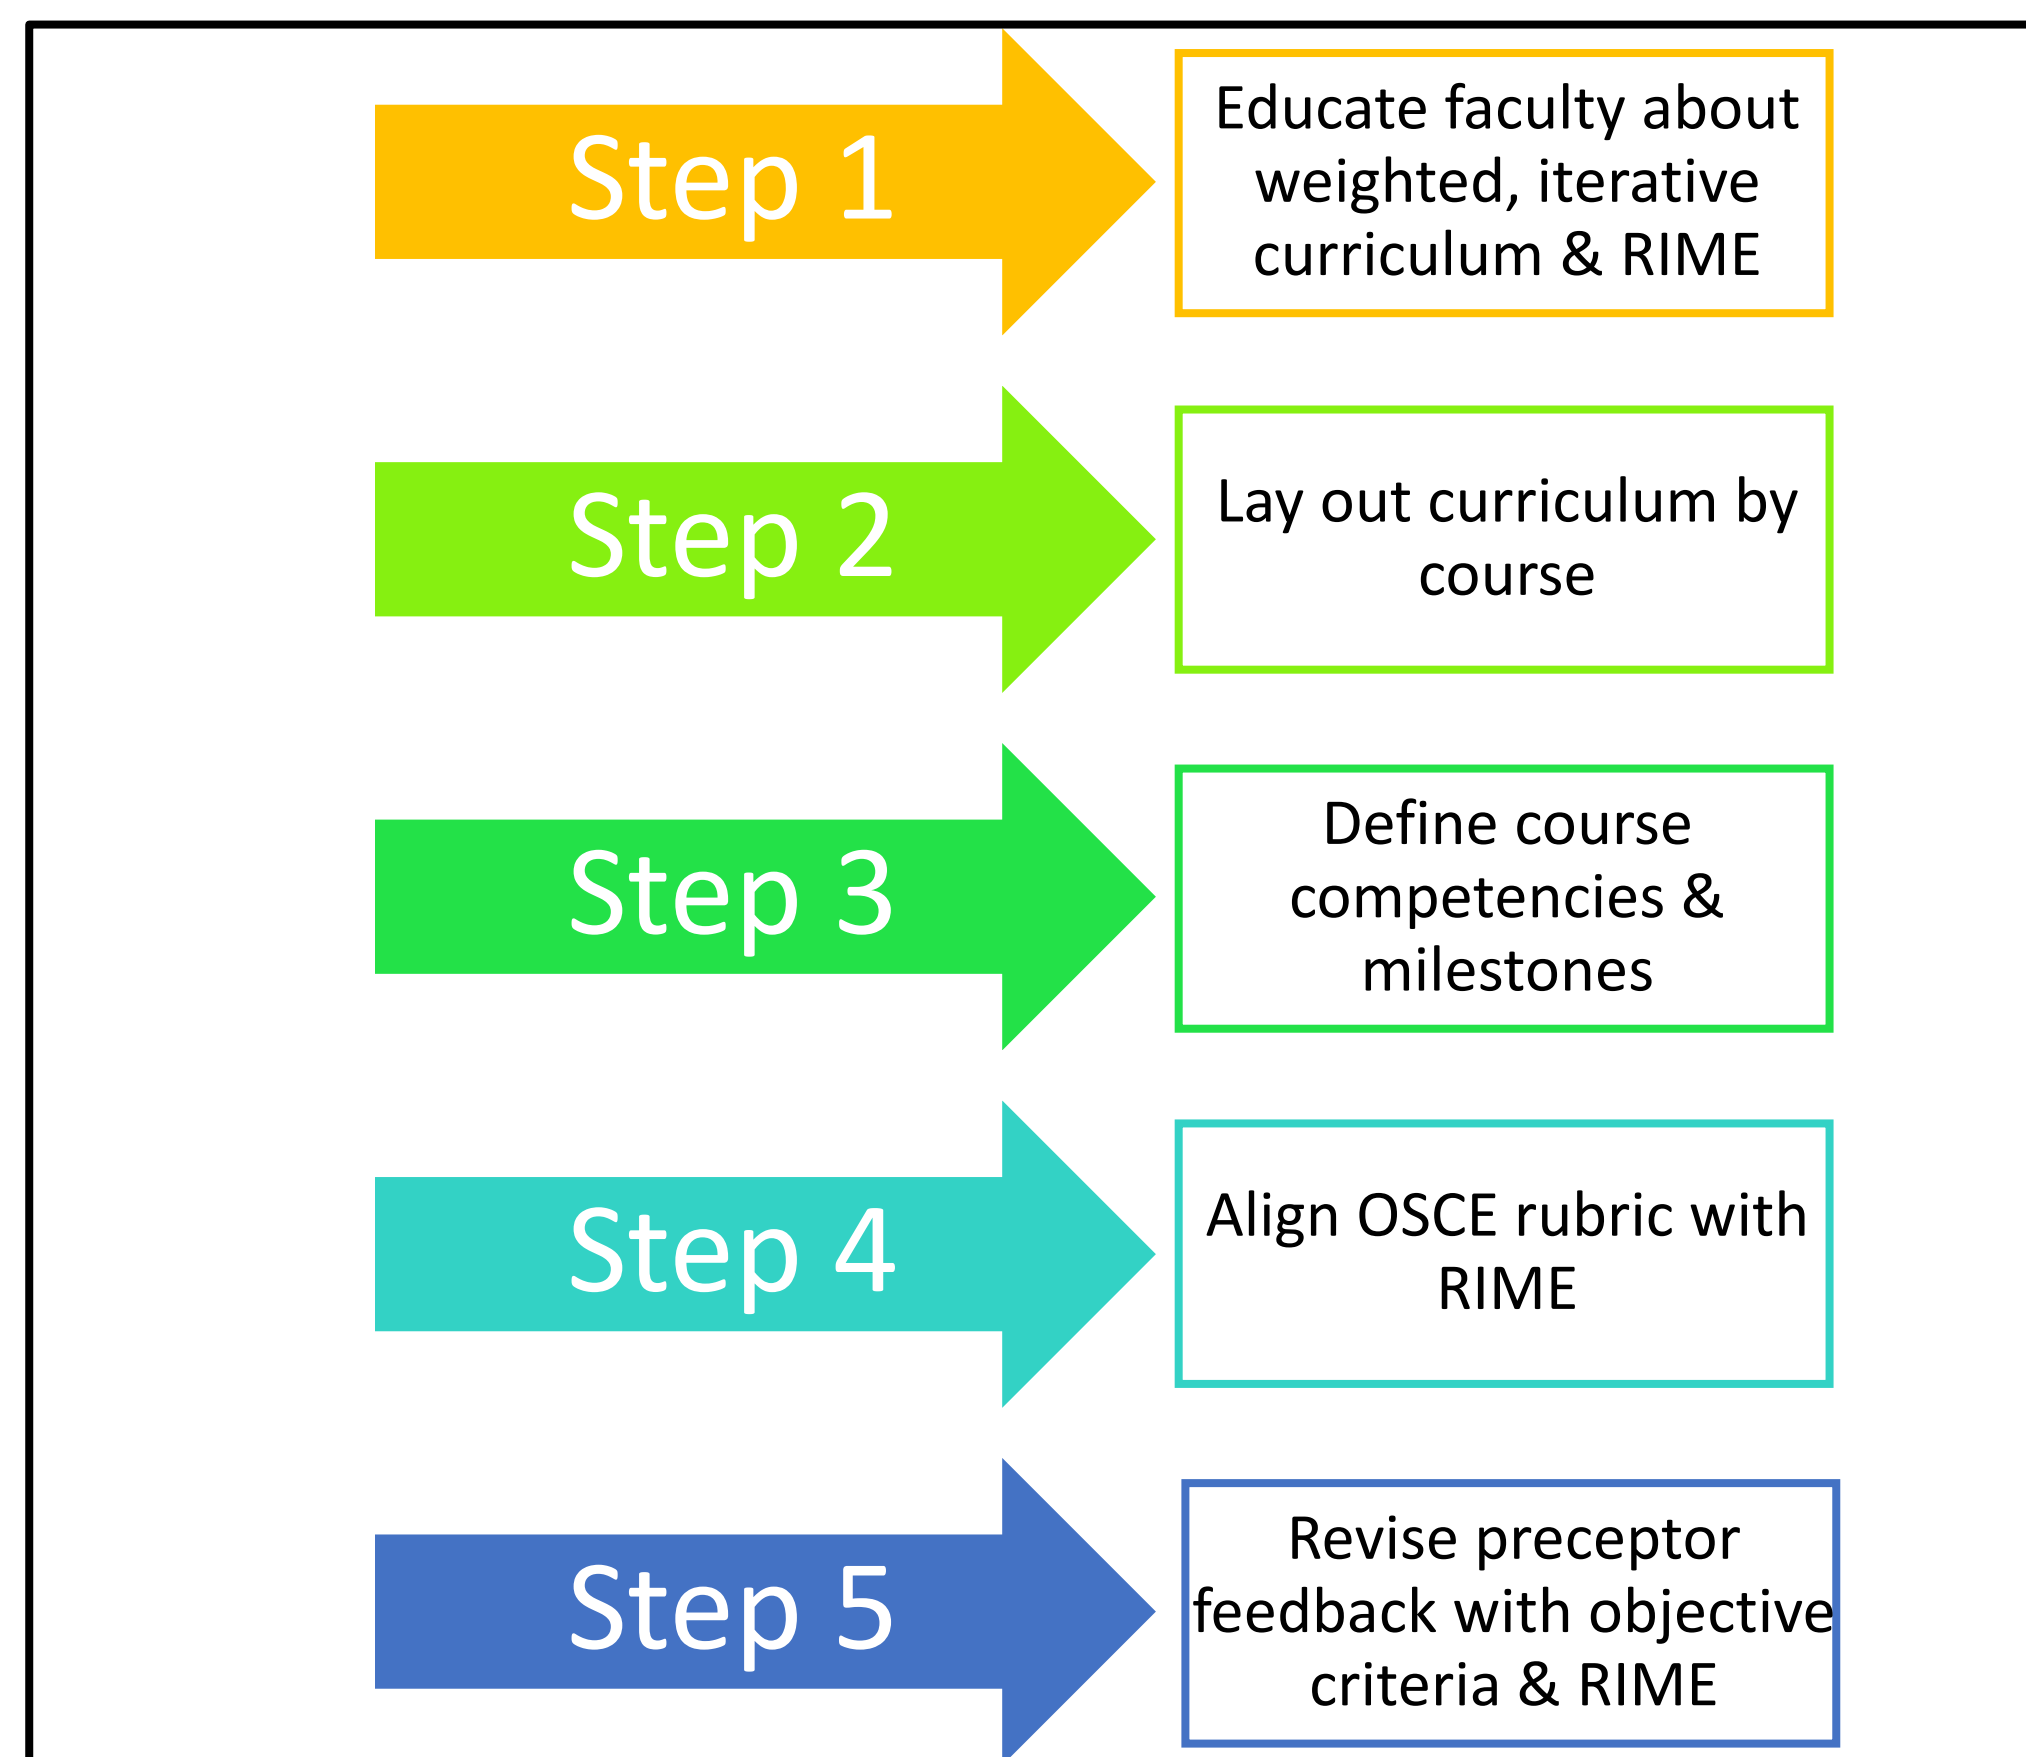 Step 1
Educate faculty about
weighted, iterative
curriculum & RIME
Step 2
Lay out curriculum by
course
Step 3
Define course
competencies &
milestones
Step 4
Align OSCE rubric with
RIME
Step 5
Revise preceptor
feedback with objective
criteria & RIME